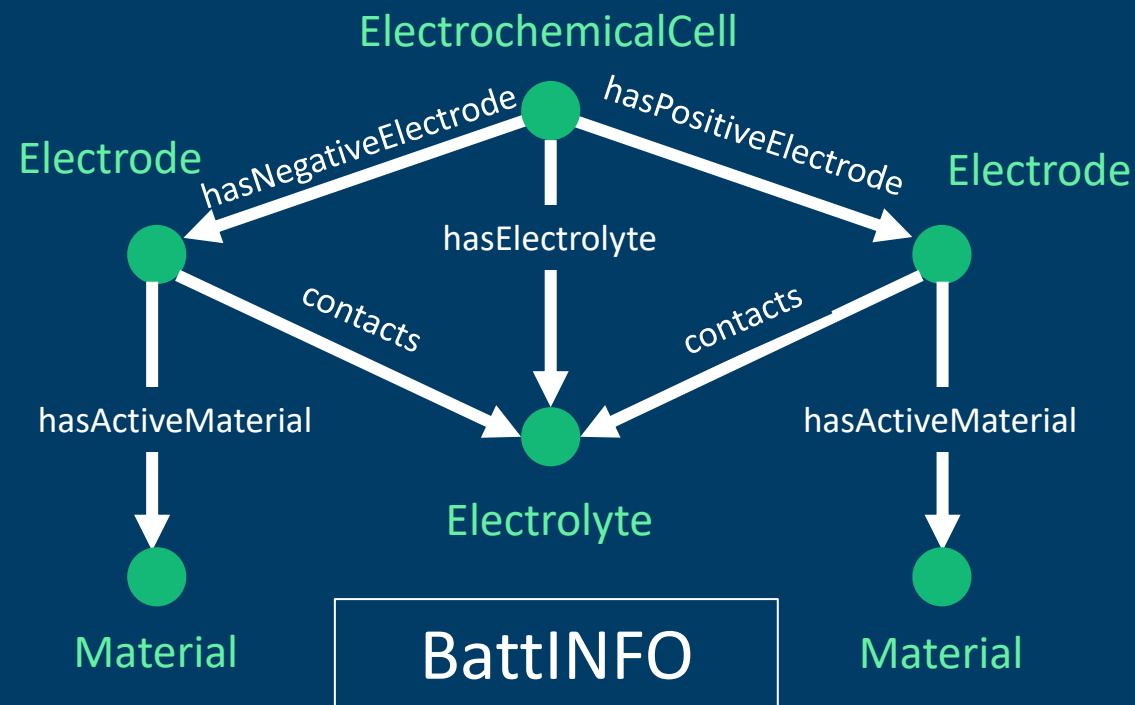 ElectrochemicalCell
hasNegativeElectrode
hasPositiveElectrode
Electrode
Electrode
hasElectrolyte
contacts
contacts
hasActiveMaterial
hasActiveMaterial
Electrolyte
Material
BattINFO
Material